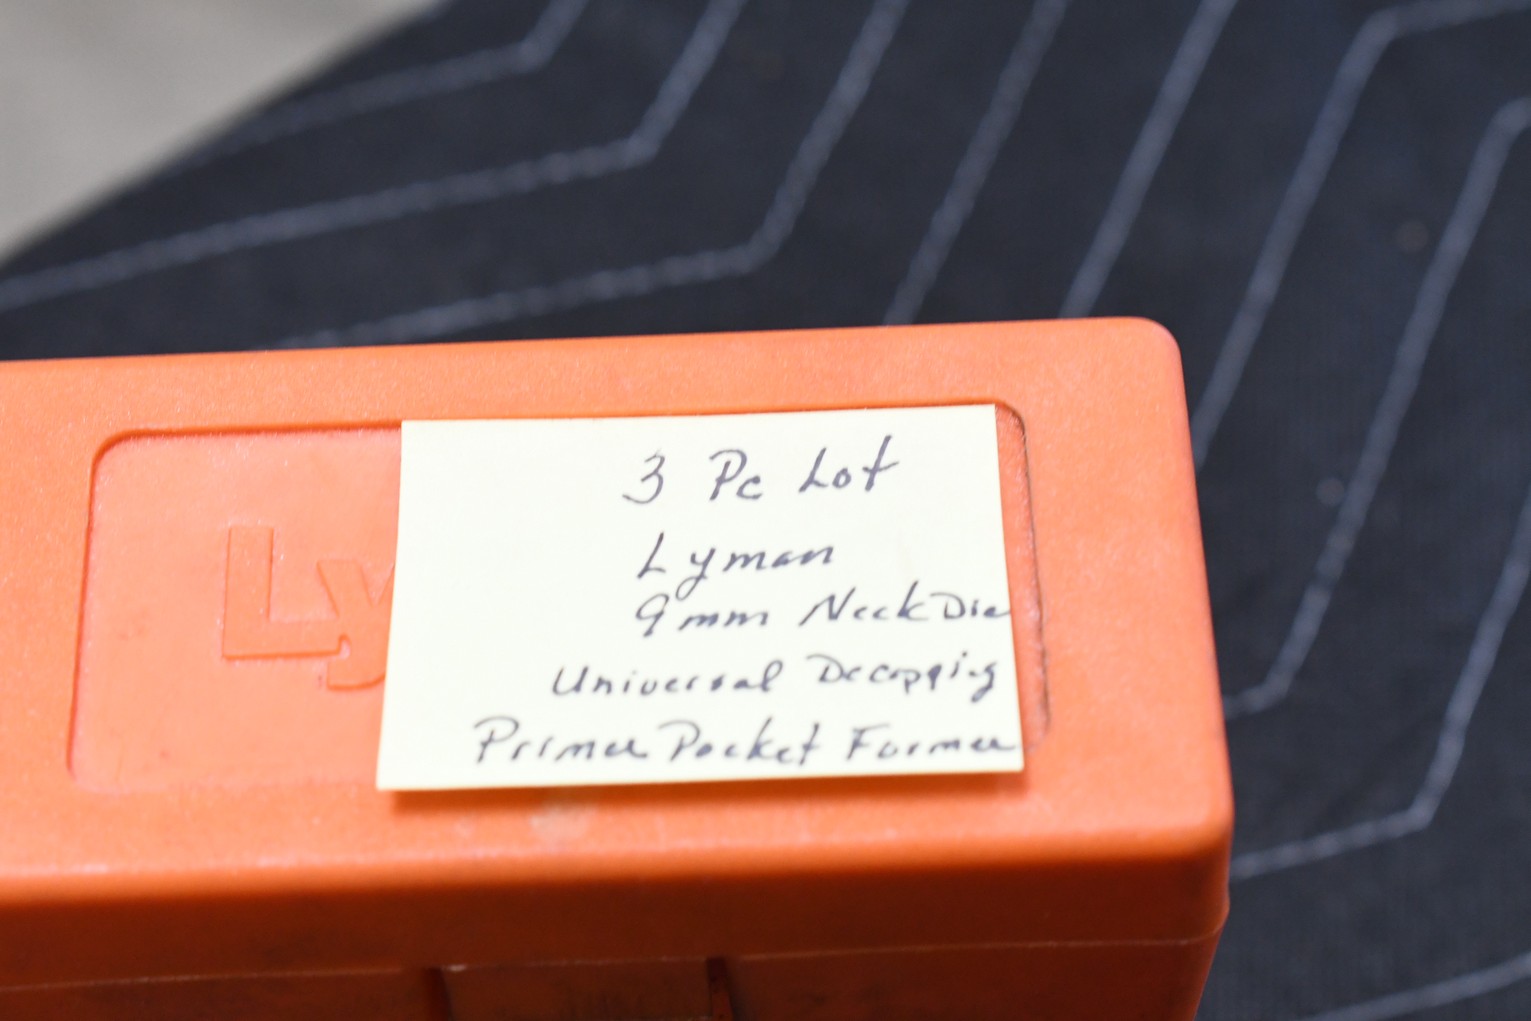 Ly
3 Pc Lot
Lyman
9mm Neck Die
Universal Decapping
Primer Pocket Former